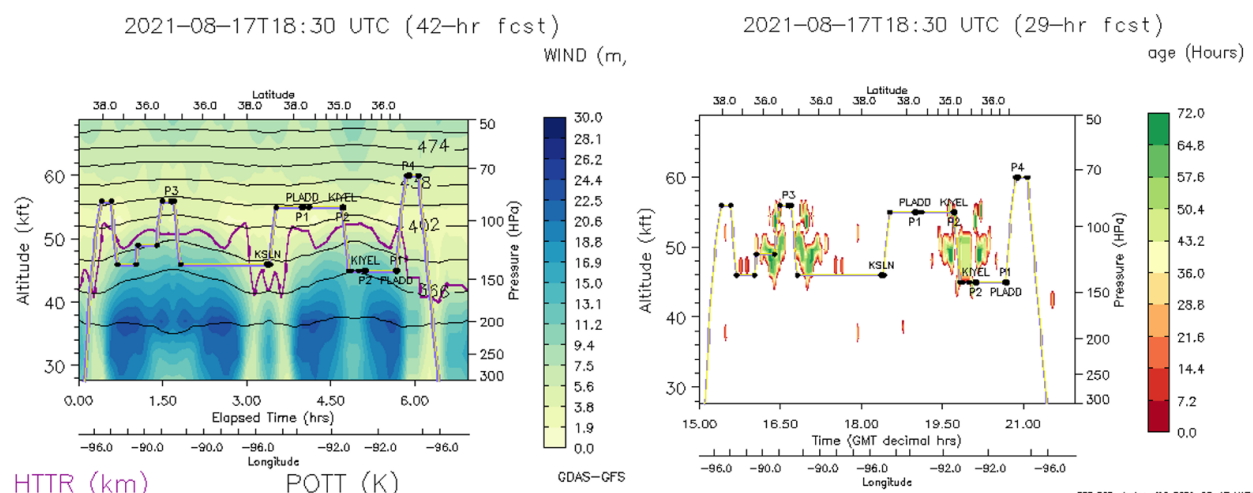 2021-08-17T18:30 UTC (42-hr fcst)
WIND (m,
Latitude
38.0 36.0 36.0 38.0 38.0 35.0 36.0
474
438
402
366
P4
P3
PLADD KIYEL
P1 P2
KSLN
KIYEL P1
P2 PLADD
60
50
40
30
Altitude (kft)
50
70
100
150
200
250
300
Pressure (hPa)
0.00 1.50 3.00 4.50 6.00
Elapsed Time (hrs)
-96.0 -90.0 -90.0 -96.0 -92.0 -92.0 -96.0
Longitude
30.0
28.1
26.2
24.4
22.5
20.6
18.8
16.9
15.0
13.1
11.2
9.4
7.5
5.6
3.8
1.9
0.0
HTTR (km) POTT (K)
GDAS-GFS
2021-08-17T18:30 UTC (29-hr fcst)
age (Hours)
Latitude
38.0 36.0 36.0 38.0 38.0 35.0 36.0
P4
P3
PLADD KIYEL
P1 P2
KSLN
KIYEL P1
P2 PLADD
60
50
40
30
Altitude (kft)
50
70
100
150
200
250
300
Pressure (hPa)
15.00 16.50 18.00 19.50 21.00
Time (GMT decimal hrs)
-96.0 -90.0 -90.0 -96.0 -92.0 -92.0 -96.0
Longitude
72.0
64.8
57.6
50.4
43.2
36.0
28.8
21.6
14.4
7.2
0.0